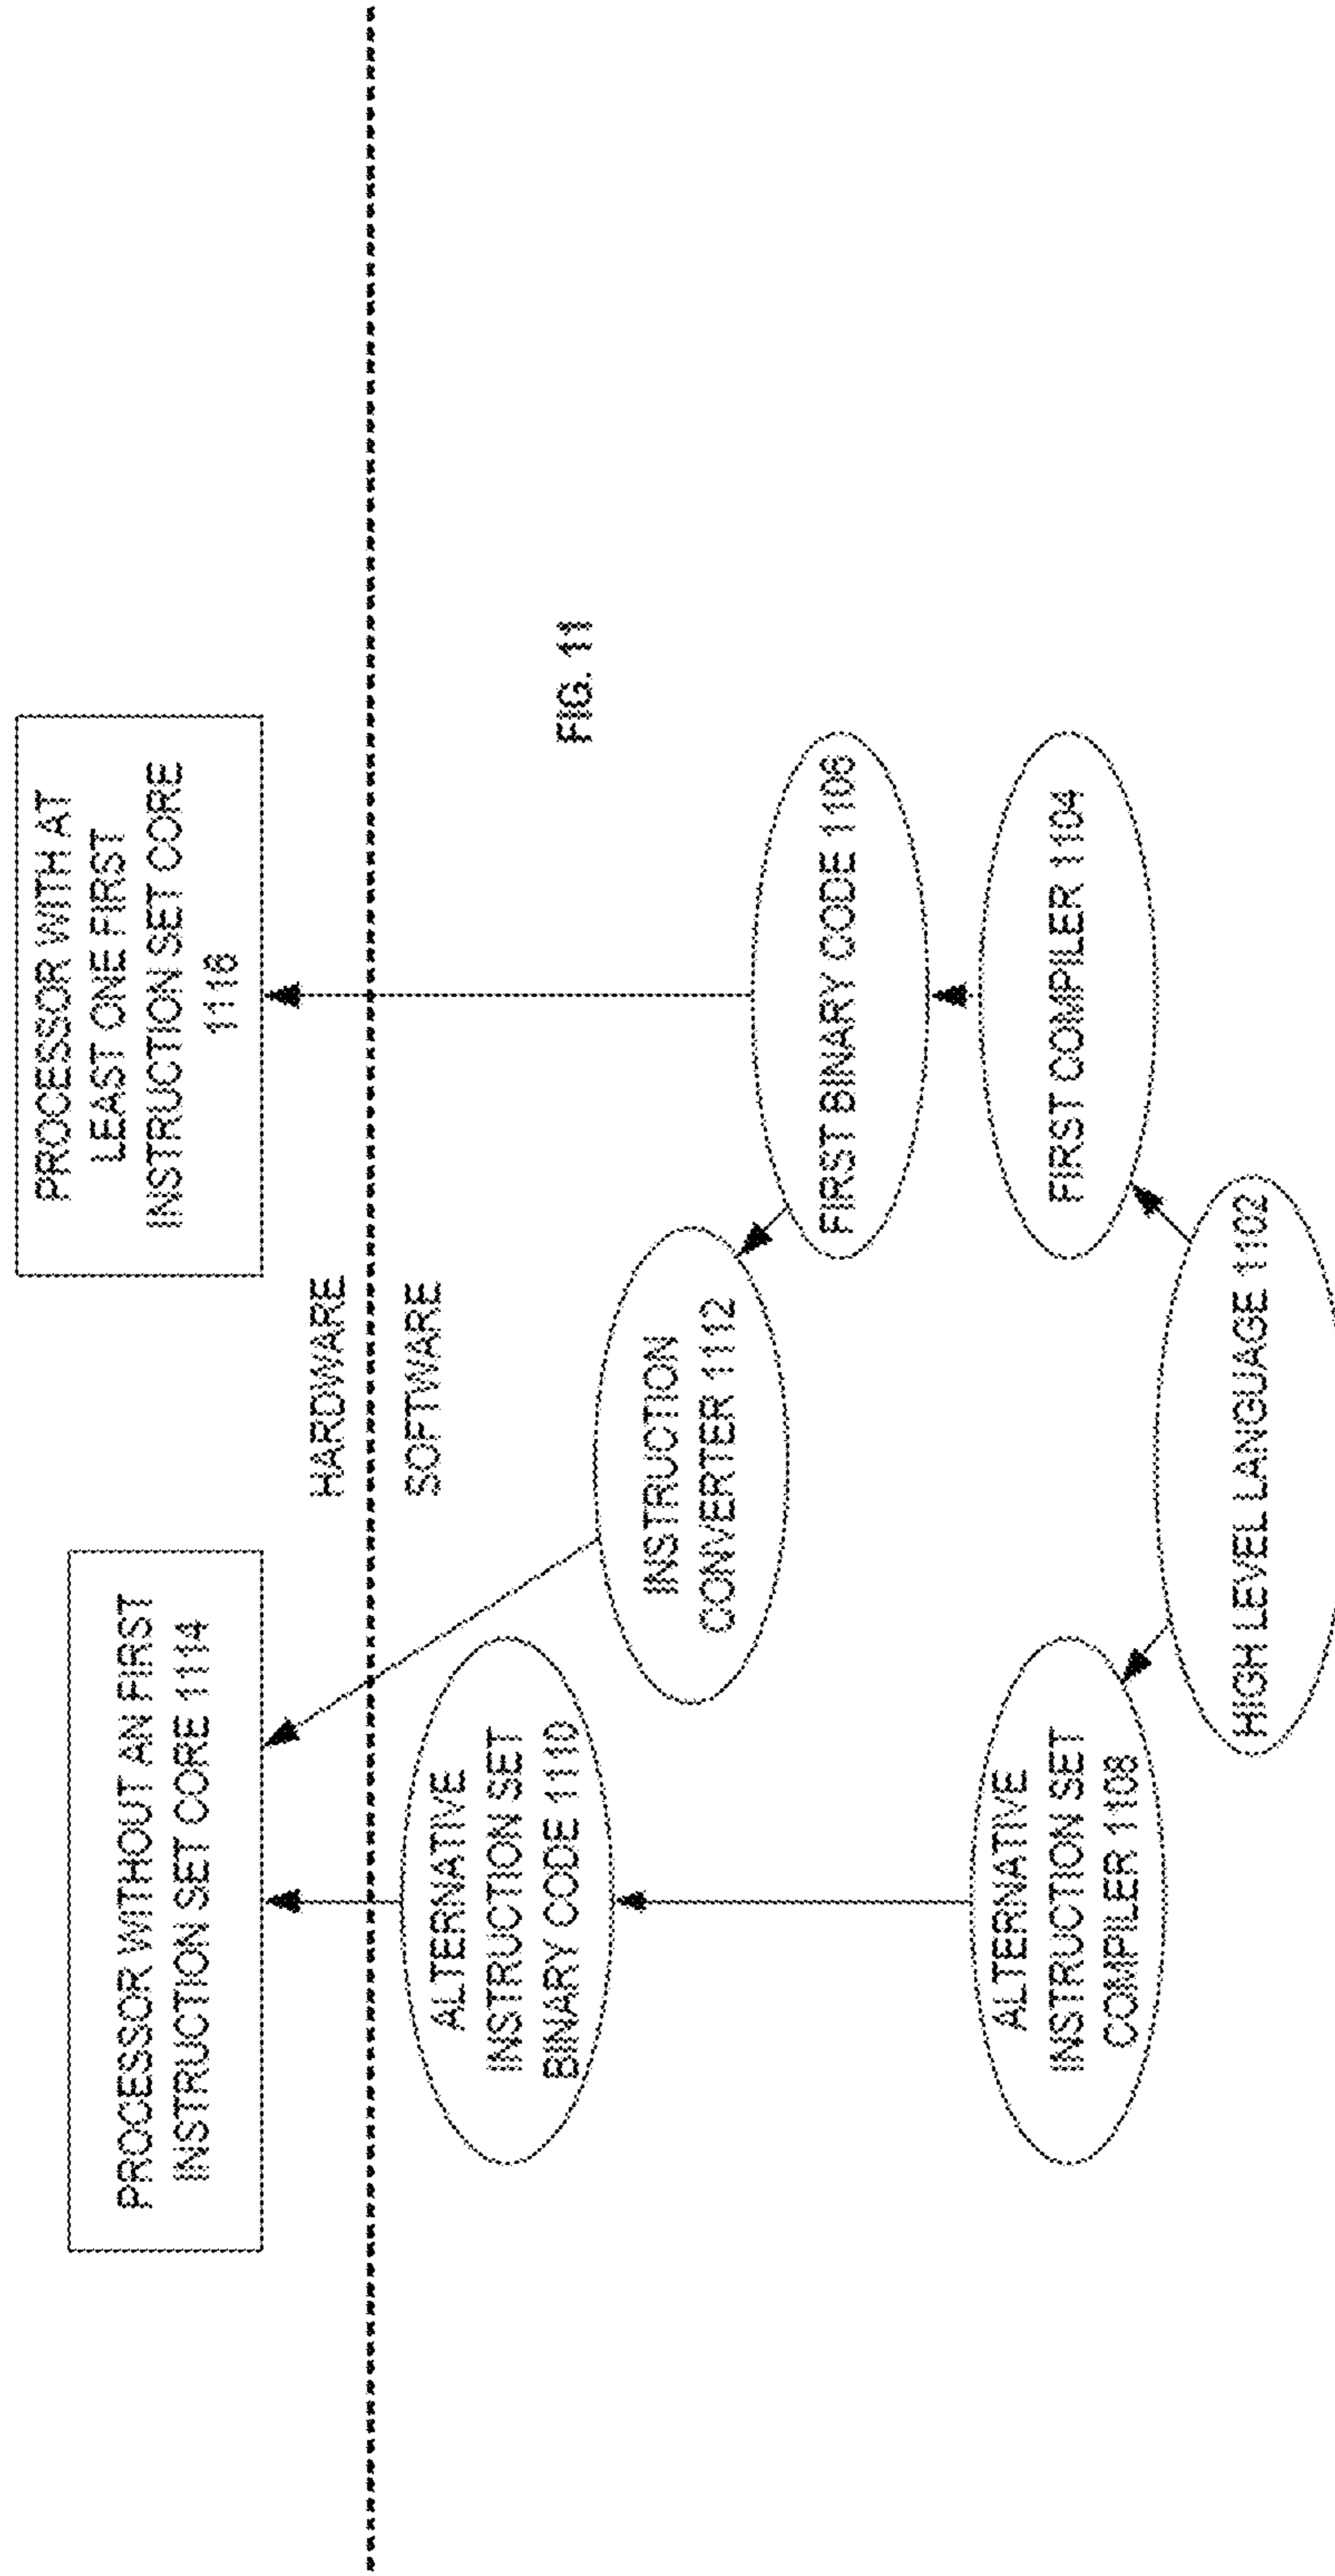 PROCESSOR WITHOUT AN FIRST
INSTRUCTION SET CORE 1114
PROCESSOR WITH AT
LEAST ONE FIRST
INSTRUCTION SET CORE
1116
HARDWARE
SOFTWARE
ALTERNATIVE
INSTRUCTION SET
BINARY CODE 1110
INSTRUCTION
CONVERTER 1112
FIG. 11
FIRST BINARY CODE 1106
ALTERNATIVE
INSTRUCTION SET
COMPILER 1108
FIRST COMPILER 1104
HIGH LEVEL LANGUAGE 1102